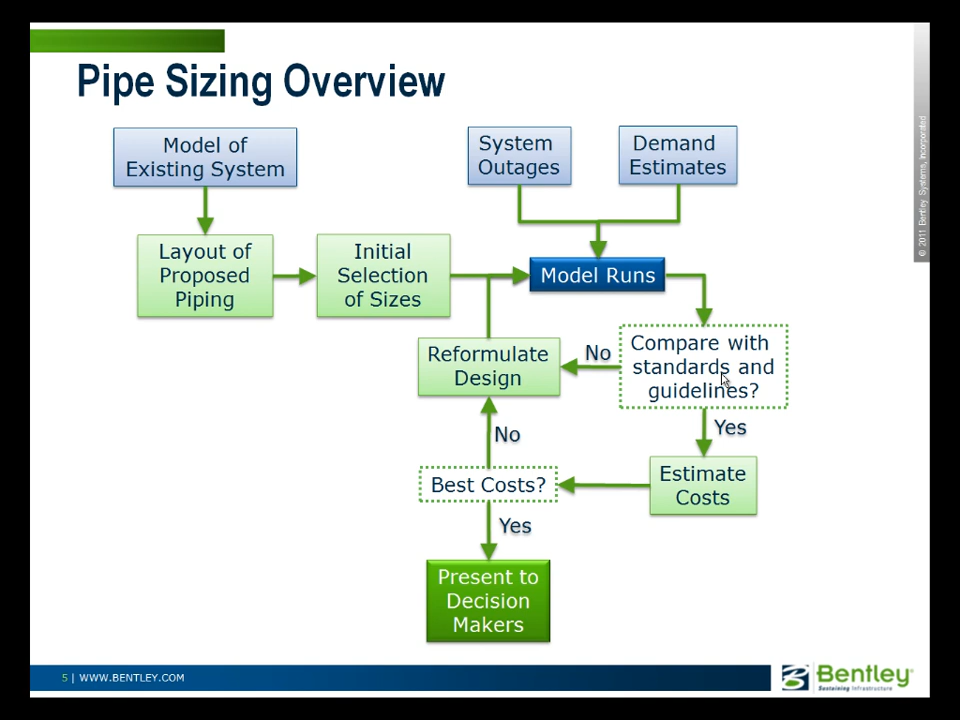 Pipe Sizing Overview
Model of
Existing System
System
Outages
Demand
Estimates
Layout of
Proposed
Piping
Initial
Selection
of Sizes
Model Runs
Reformulate
Design
No
Compare with
standards and
guidelines?
No
Yes
Best Costs?
Estimate
Costs
Yes
Present to
Decision
Makers
© 2011 Bentley Systems, Incorporated
5 | WWW.BENTLEY.COM
Bentley®
Sustaining Infrastructure